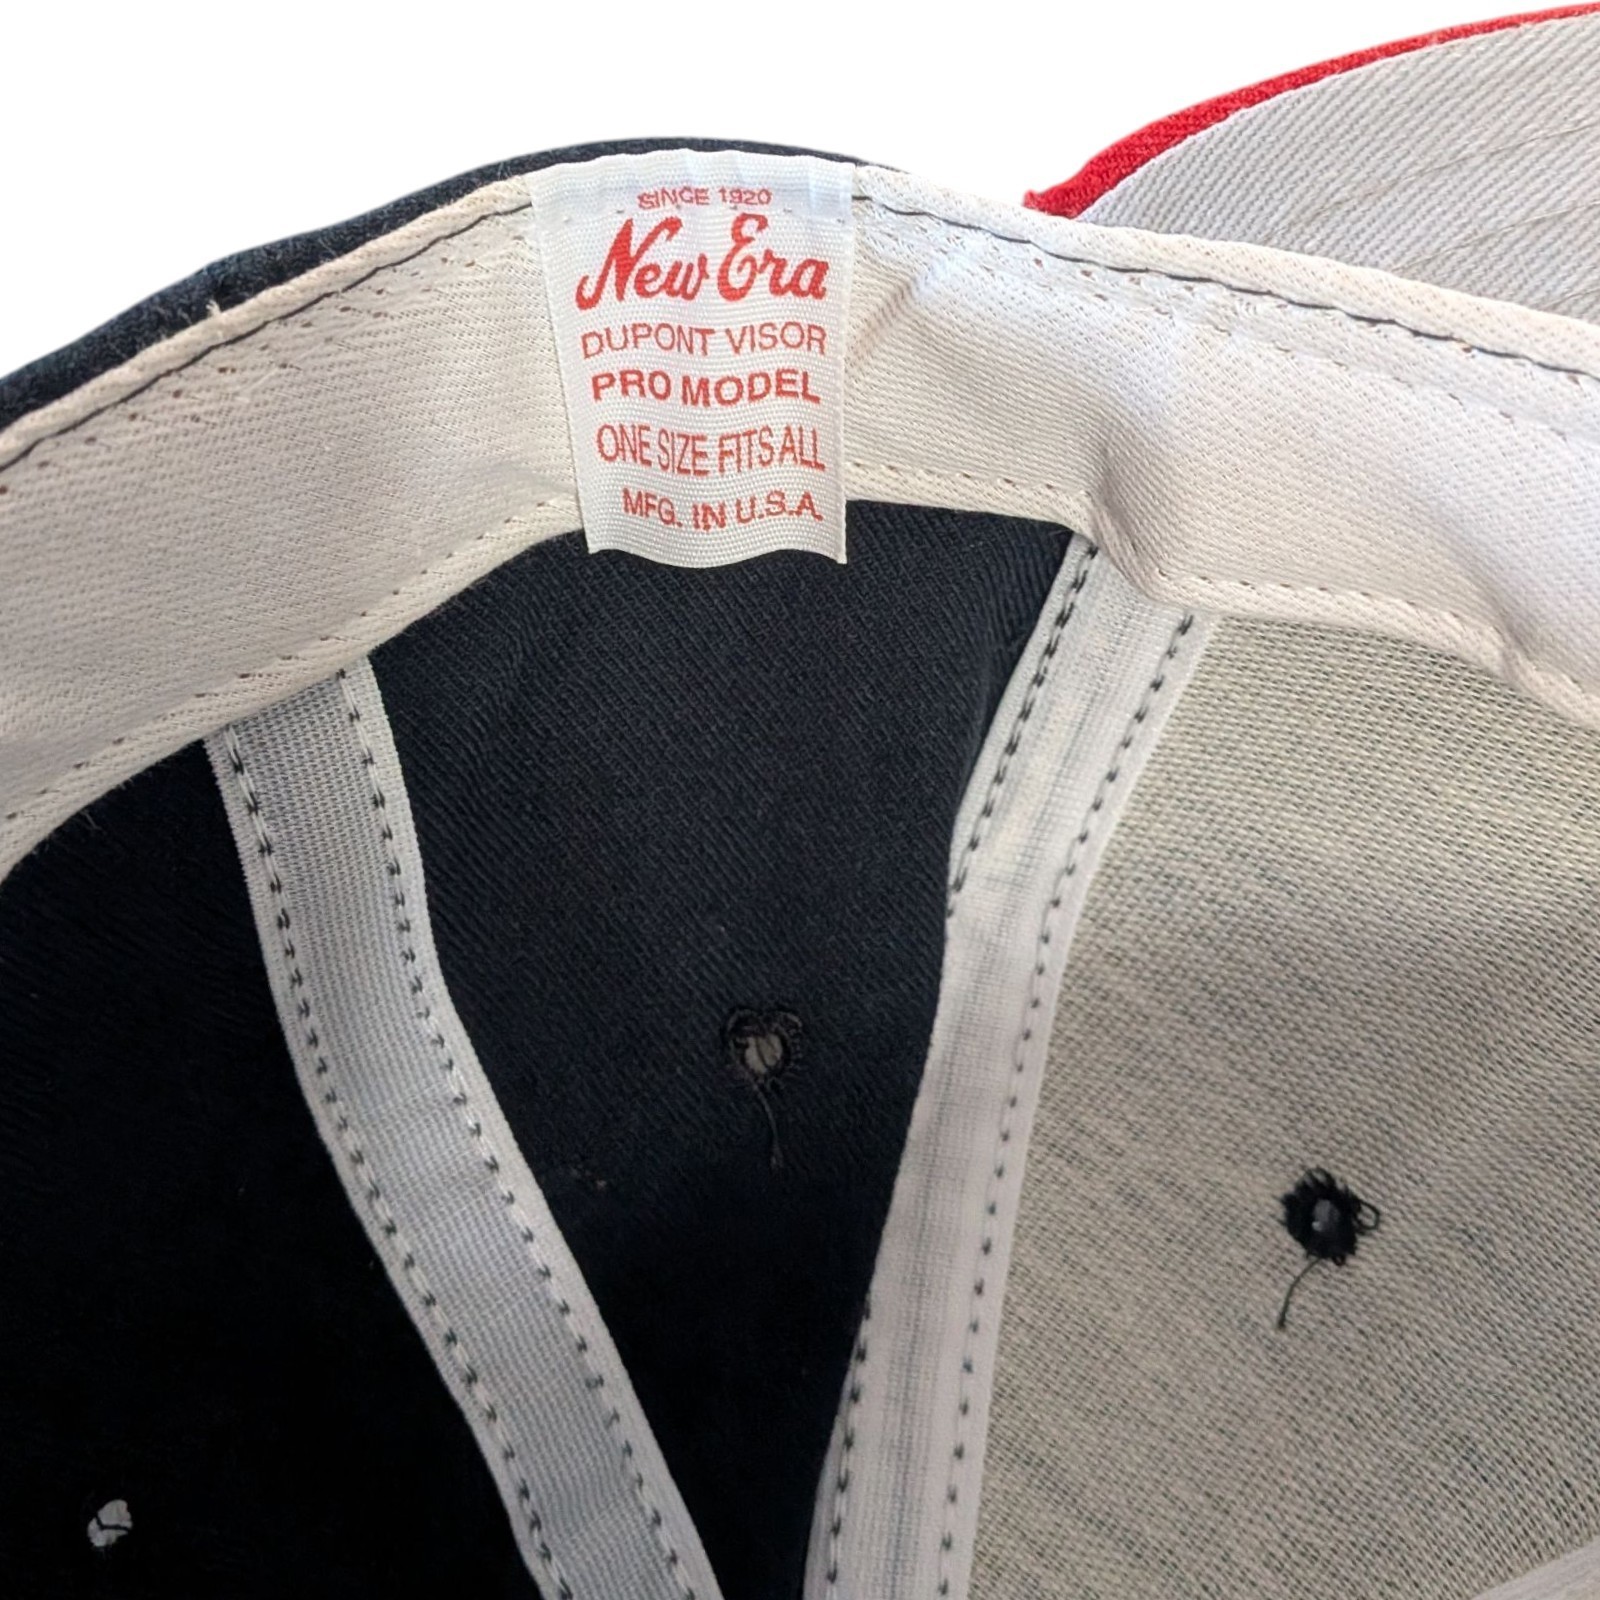 SINCE 1920
New Era
DUPONT VISOR
PRO MODEL
ONE SIZE FITS ALL
MFG. IN U.S.A.